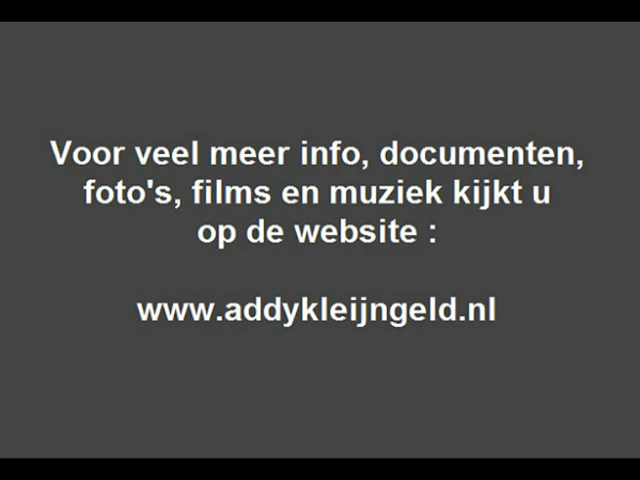 Voor veel meer info, documenten,
foto's, films en muziek kijkt u
op de website :
www.addykleijngeld.nl